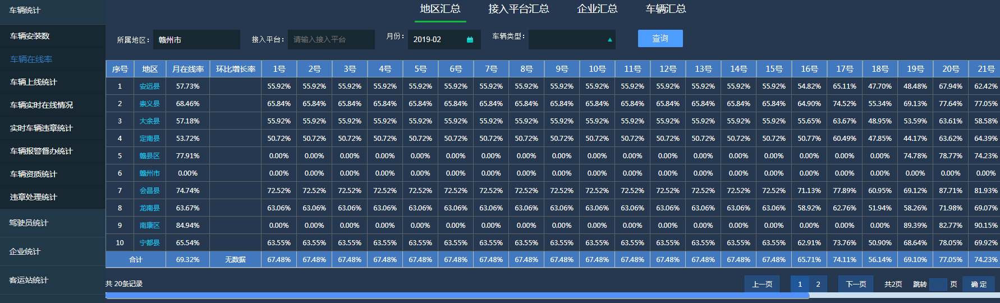 车辆统计
车辆安装数
车辆在线率
车辆上线统计
车辆实时在线情况
实时车辆违章统计
车辆报警督办统计
车辆资质统计
违章处理统计
驾驶员统计
企业统计
客运站统计
地区汇总 接入平台汇总 企业汇总 车辆汇总
所属地区： 赣州市 接入平台： 请输入接入平台 月份： 2019-02 车辆类型： 查询
序号 地区 月在线率 环比增长率 1号 2号 3号 4号 5号 6号 7号 8号 9号 10号 11号 12号 13号 14号 15号 16号 17号 18号 19号 20号 21号
1 安远县 57.73% 55.92% 55.92% 55.92% 55.92% 55.92% 55.92% 55.92% 55.92% 55.92% 55.92% 55.92% 55.92% 55.92% 55.92% 55.92% 54.82% 65.11% 47.70% 48.48% 67.94% 62.42%
2 崇义县 68.46% 65.84% 65.84% 65.84% 65.84% 65.84% 65.84% 65.84% 65.84% 65.84% 65.84% 65.84% 65.84% 65.84% 65.84% 65.84% 64.90% 74.52% 55.34% 69.13% 77.64% 77.05%
3 大余县 57.18% 55.92% 55.92% 55.92% 55.92% 55.92% 55.92% 55.92% 55.92% 55.92% 55.92% 55.92% 55.92% 55.92% 55.92% 55.92% 55.65% 63.67% 48.95% 53.59% 63.61% 58.58%
4 定南县 53.72% 50.72% 50.72% 50.72% 50.72% 50.72% 50.72% 50.72% 50.72% 50.72% 50.72% 50.72% 50.72% 50.72% 50.72% 50.72% 50.77% 60.49% 47.85% 44.17% 63.62% 64.39%
5 赣县区 77.91% 0.00% 0.00% 0.00% 0.00% 0.00% 0.00% 0.00% 0.00% 0.00% 0.00% 0.00% 0.00% 0.00% 0.00% 0.00% 0.00% 0.00% 0.00% 74.78% 78.77% 74.23%
6 赣州市 0.00% 0.00% 0.00% 0.00% 0.00% 0.00% 0.00% 0.00% 0.00% 0.00% 0.00% 0.00% 0.00% 0.00% 0.00% 0.00% 0.00% 0.00% 0.00% 0.00% 0.00% 0.00%
7 会昌县 74.74% 72.52% 72.52% 72.52% 72.52% 72.52% 72.52% 72.52% 72.52% 72.52% 72.52% 72.52% 72.52% 72.52% 72.52% 72.52% 71.13% 77.89% 60.95% 69.12% 87.71% 81.93%
8 龙南县 63.67% 63.06% 63.06% 63.06% 63.06% 63.06% 63.06% 63.06% 63.06% 63.06% 63.06% 63.06% 63.06% 63.06% 63.06% 63.06% 58.92% 62.76% 51.94% 58.26% 71.98% 69.07%
9 南康区 84.94% 0.00% 0.00% 0.00% 0.00% 0.00% 0.00% 0.00% 0.00% 0.00% 0.00% 0.00% 0.00% 0.00% 0.00% 0.00% 0.00% 0.00% 0.00% 89.39% 82.77% 90.15%
10 宁都县 65.54% 63.55% 63.55% 63.55% 63.55% 63.55% 63.55% 63.55% 63.55% 63.55% 63.55% 63.55% 63.55% 63.55% 63.55% 63.55% 62.91% 73.76% 50.90% 68.64% 78.05% 69.92%
合计 69.32% 无数据 67.48% 67.48% 67.48% 67.48% 67.48% 67.48% 67.48% 67.48% 67.48% 67.48% 67.48% 67.48% 67.48% 67.48% 67.48% 65.71% 74.11% 56.14% 69.10% 77.05% 74.23%
共 20条记录 上一页 1 2 下一页 共2页 跳转 页 确 定